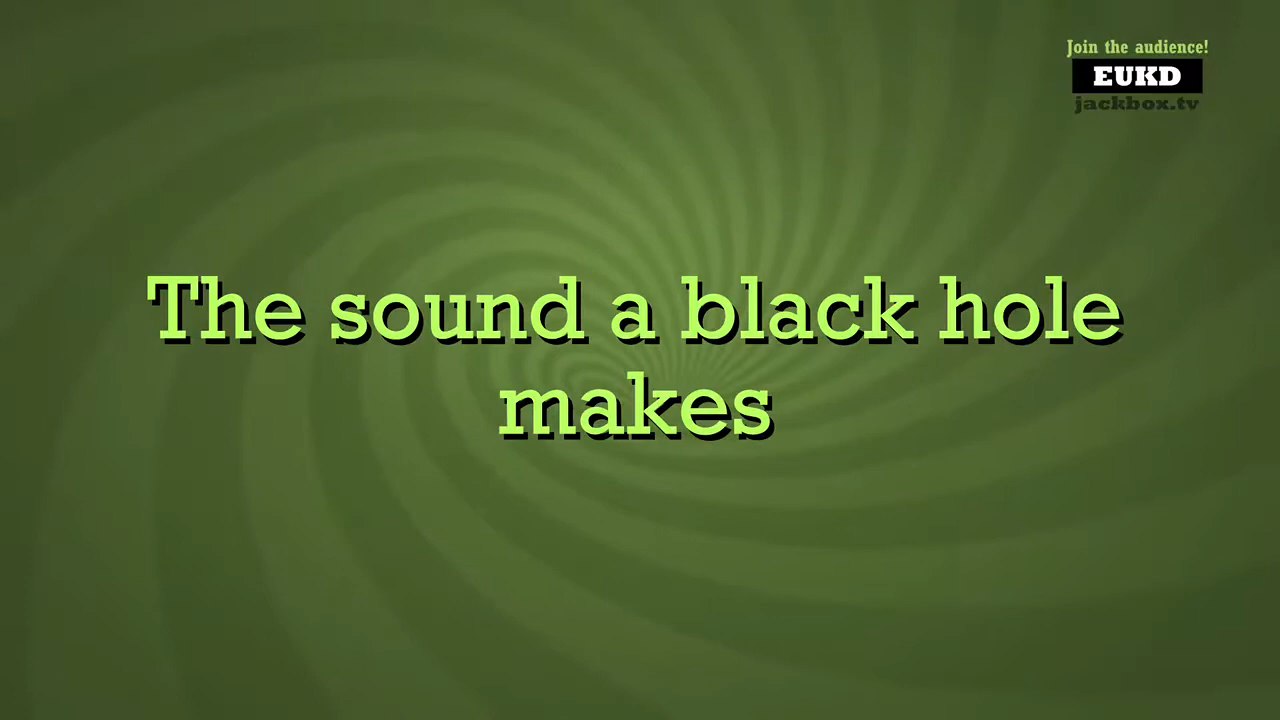 Join the audience!
EUKD
jackbox.tv
The sound a black hole
makes